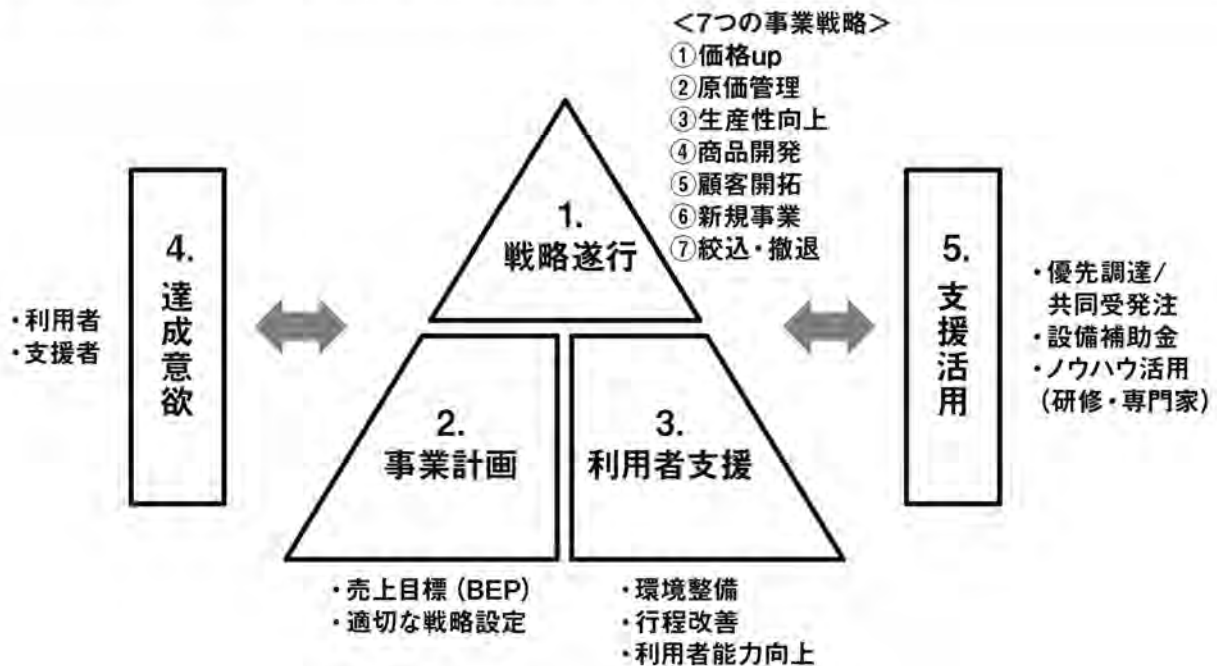 <7つの事業戦略>
①価格up
②原価管理
③生産性向上
④商品開発
⑤顧客開拓
⑥新規事業
⑦絞込・撤退
1.
戦略遂行
4.達成意欲
・利用者
・支援者
2.
事業計画
・売上目標（BEP）
・適切な戦略設定
3.
利用者支援
・環境整備
・行程改善
・利用者能力向上
5.支援活用
・優先調達/
共同受発注
・設備補助金
・ノウハウ活用
（研修・専門家）